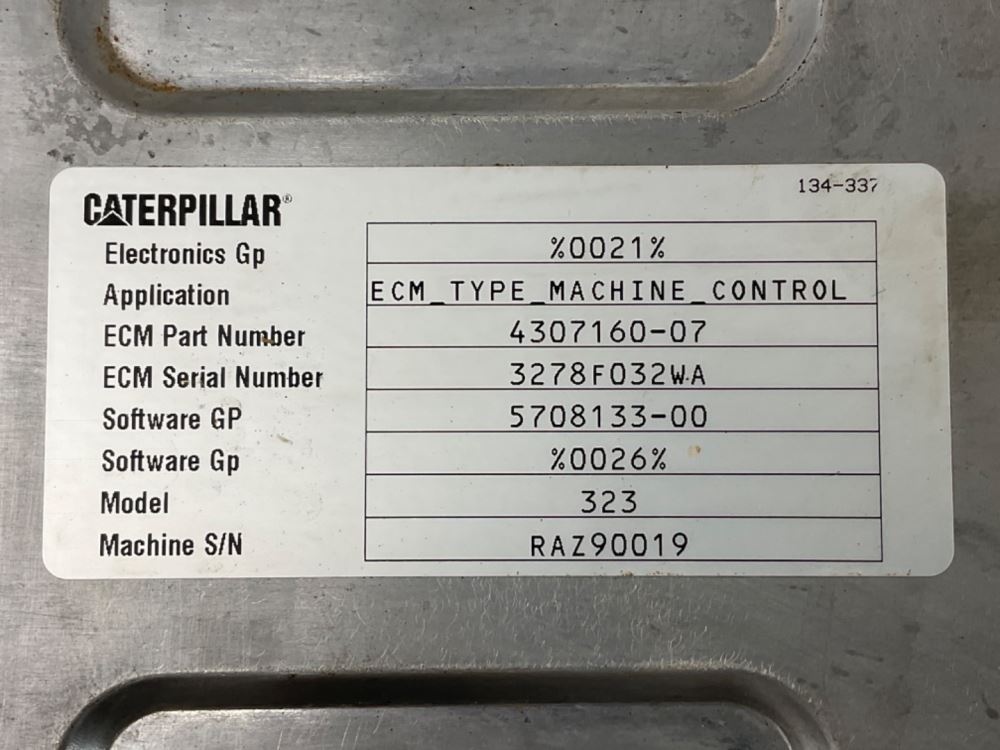 134-337
CATERPILLAR®
Electronics Gp %0021%
Application ECM_TYPE_MACHINE_CONTROL
ECM Part Number 4307160-07
ECM Serial Number 3278F032WA
Software GP 5708133-00
Software Gp %0026%
Model 323
Machine S/N RAZ90019